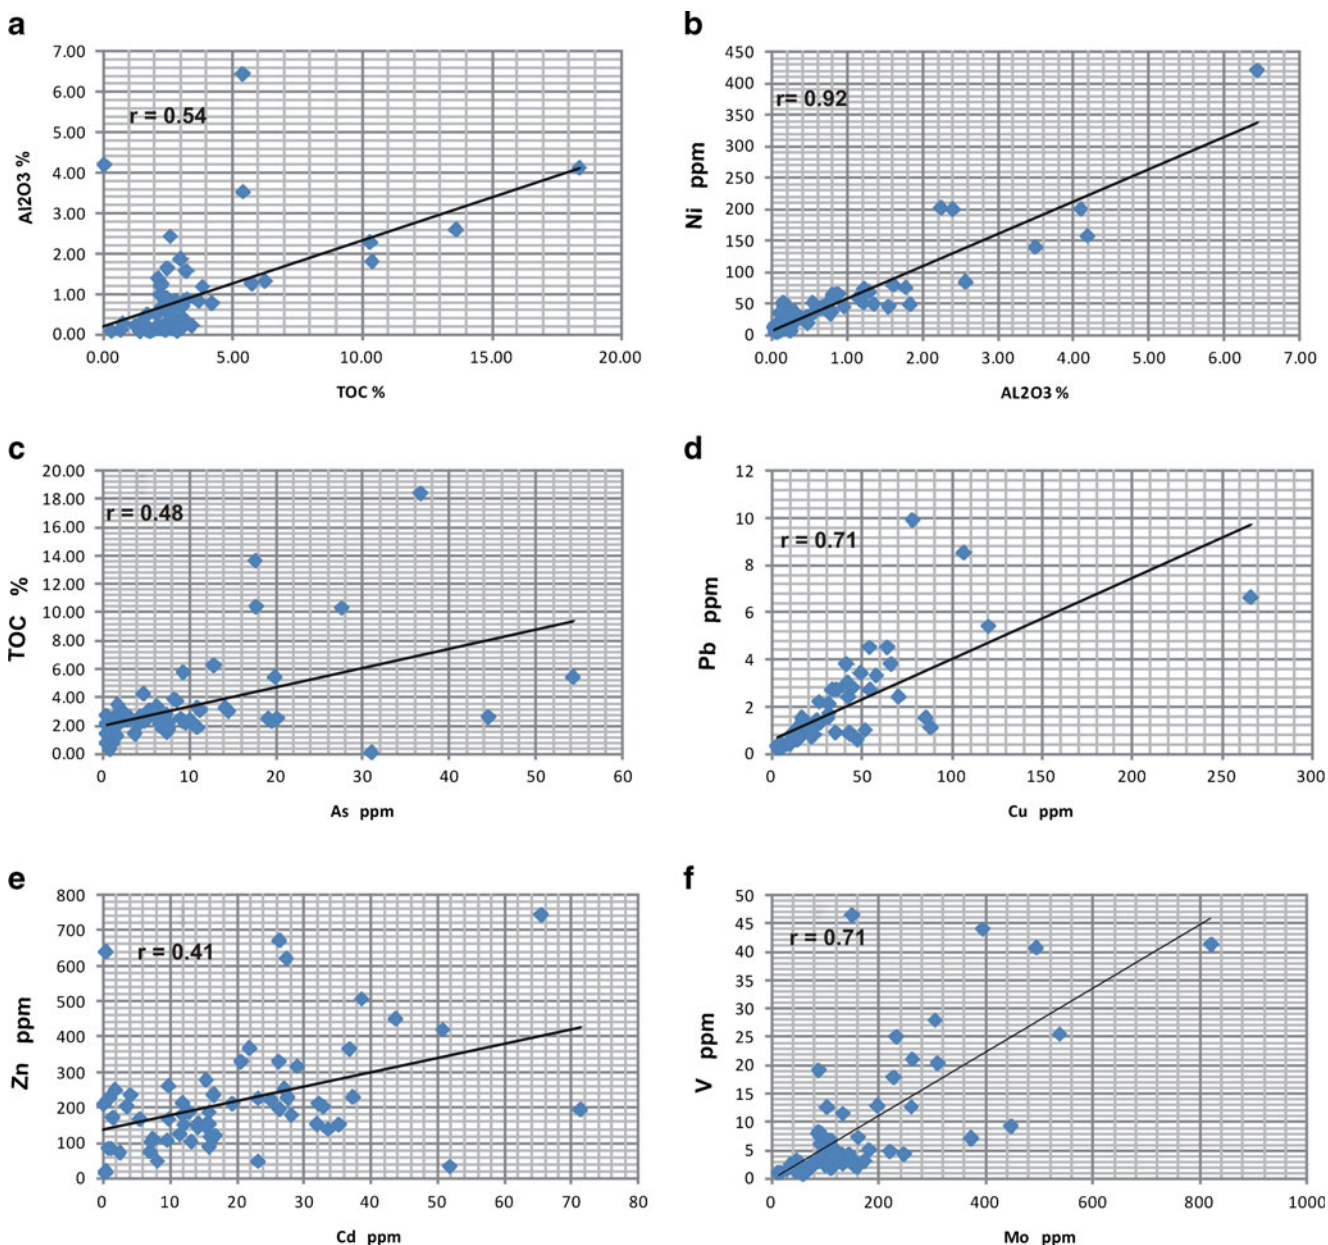 a
7.00
6.00
5.00
4.00
3.00
2.00
1.00
0.00
Al2O3 %
r = 0.54
0.00 5.00 10.00 15.00 20.00
TOC %
b
450
400
350
300
250
200
150
100
50
0
Ni ppm
r= 0.92
0.00 1.00 2.00 3.00 4.00 5.00 6.00 7.00
AL2O3 %
c
20.00
18.00
16.00
14.00
12.00
10.00
8.00
6.00
4.00
2.00
0.00
TOC %
r = 0.48
0 10 20 30 40 50 60
As ppm
d
12
10
8
6
4
2
0
Pb ppm
r = 0.71
0 50 100 150 200 250 300
Cu ppm
e
800
700
600
500
400
300
200
100
0
Zn ppm
r = 0.41
0 10 20 30 40 50 60 70 80
Cd ppm
f
50
45
40
35
30
25
20
15
10
5
0
V ppm
r = 0.71
0 200 400 600 800 1000
Mo ppm